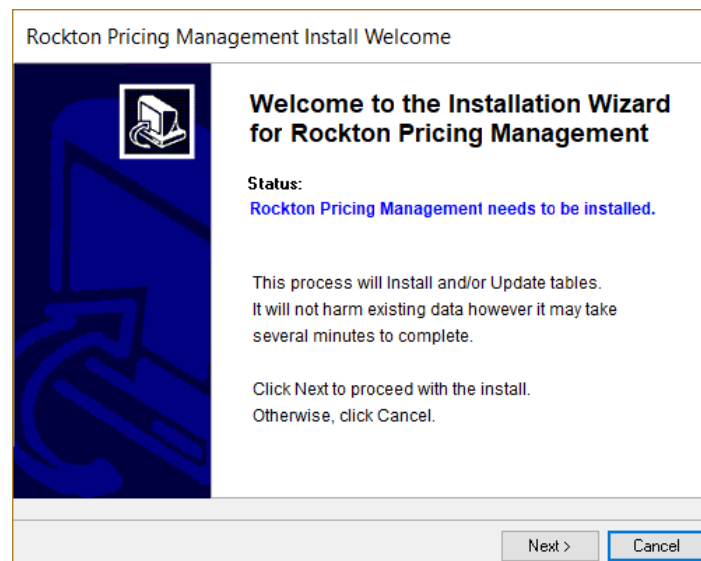 Rockton Pricing Management Install Welcome
Welcome to the Installation Wizard
for Rockton Pricing Management
Status:
Rockton Pricing Management needs to be installed.
This process will Install and/or Update tables.
It will not harm existing data however it may take
several minutes to complete.
Click Next to proceed with the install.
Otherwise, click Cancel.
Next >
Cancel